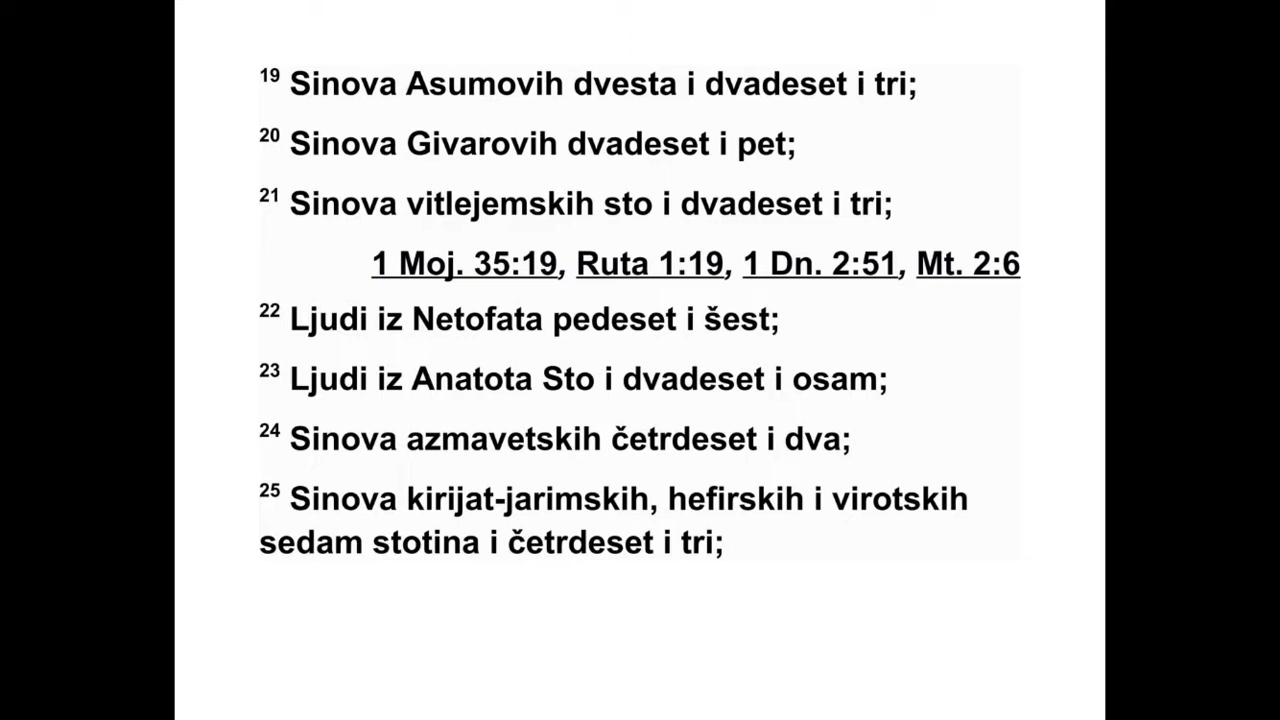 19 Sinova Asumovih dvesta i dvadeset i tri;
20 Sinova Givarovih dvadeset i pet;
21 Sinova vitlejemskih sto i dvadeset i tri;
1 Moj. 35:19, Ruta 1:19, 1 Dn. 2:51, Mt. 2:6
22 Ljudi iz Netofata pedeset i šest;
23 Ljudi iz Anatota Sto i dvadeset i osam;
24 Sinova azmavetskih četrdeset i dva;
25 Sinova kirijat-jarimskih, hefirskih i virotskih
sedam stotina i četrdeset i tri;